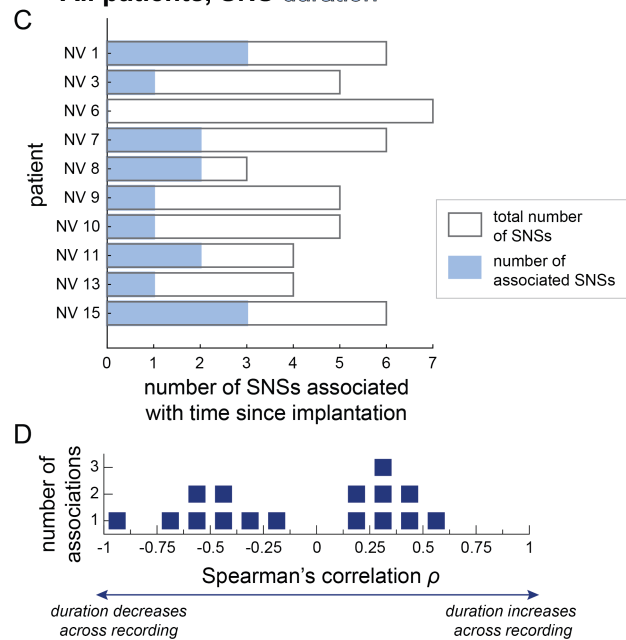 C
NV 1
NV 3
NV 6
NV 7
NV 8
NV 9
NV 10
NV 11
NV 13
NV 15
patient
0 1 2 3 4 5 6 7
number of SNSs associated
with time since implantation
total number
of SNSs
number of
associated SNSs
D
number of
associations
3
2
1
-1 -0.75 -0.5 -0.25 0 0.25 0.5 0.75 1
Spearman's correlation ρ
duration decreases
across recording
duration increases
across recording